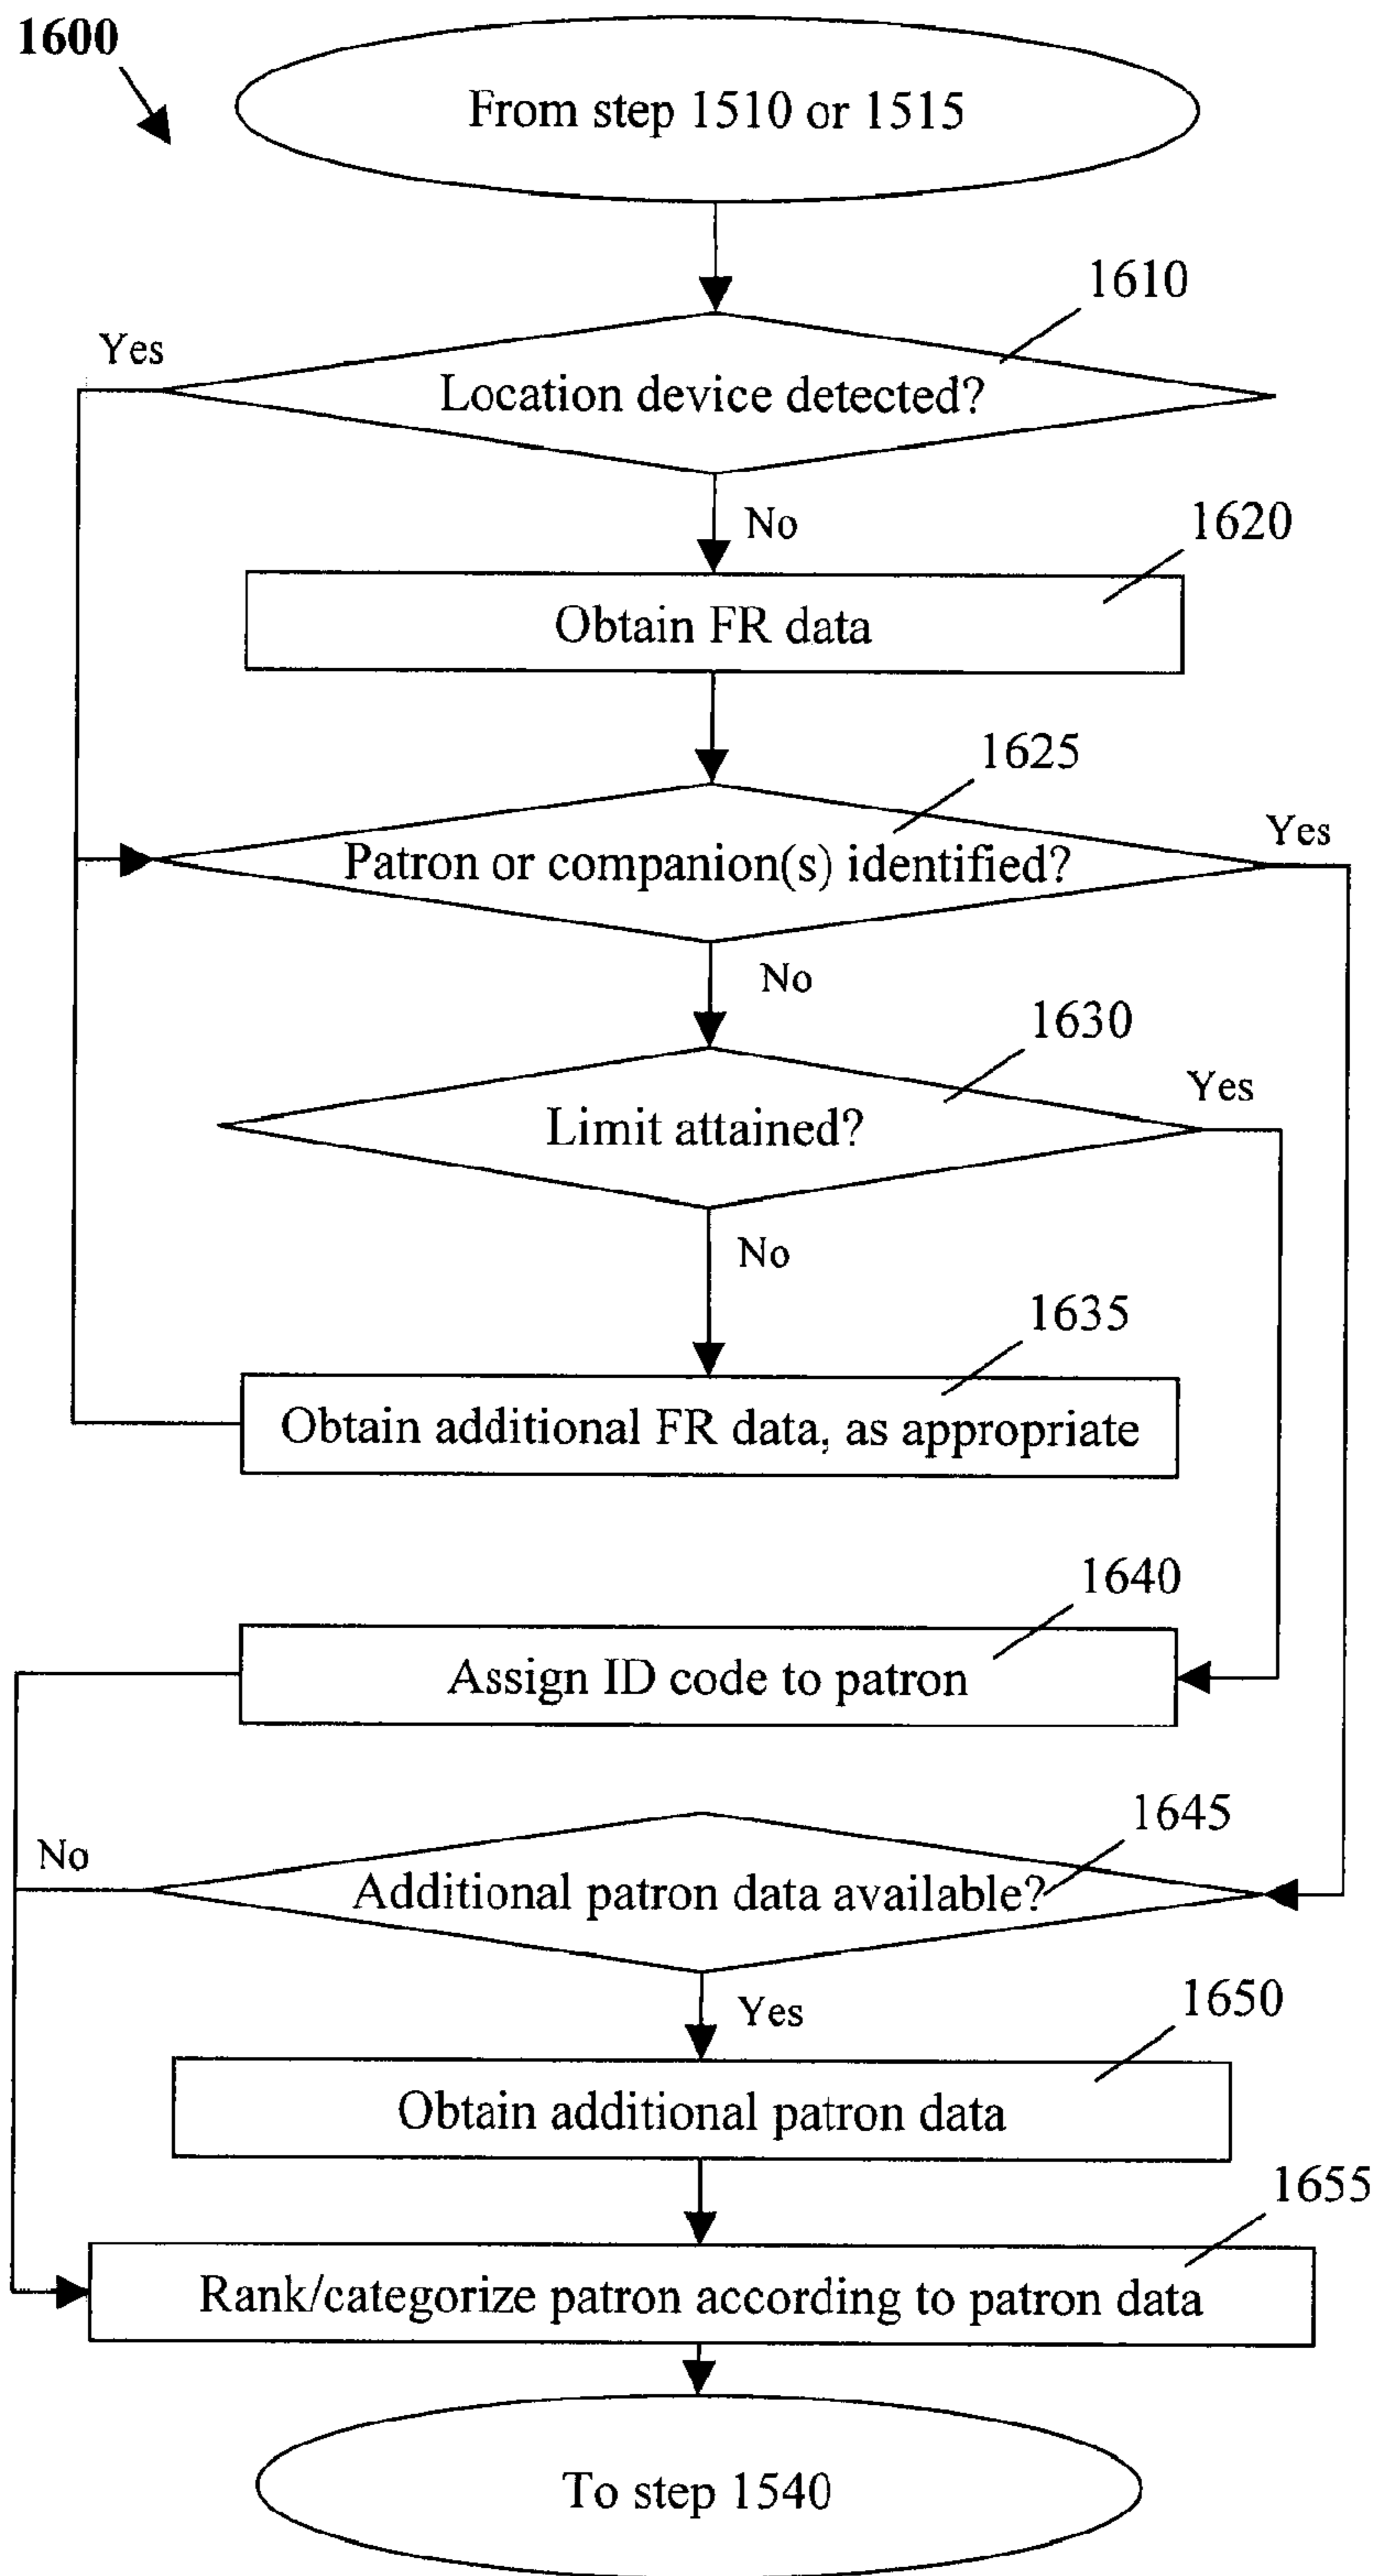 1600
From step 1510 or 1515
1610
Yes
Location device detected?
No
1620
Obtain FR data
1625
Yes
Patron or companion(s) identified?
No
1630
Yes
Limit attained?
No
1635
Obtain additional FR data, as appropriate
1640
Assign ID code to patron
1645
No
Additional patron data available?
Yes
1650
Obtain additional patron data
1655
Rank/categorize patron according to patron data
To step 1540